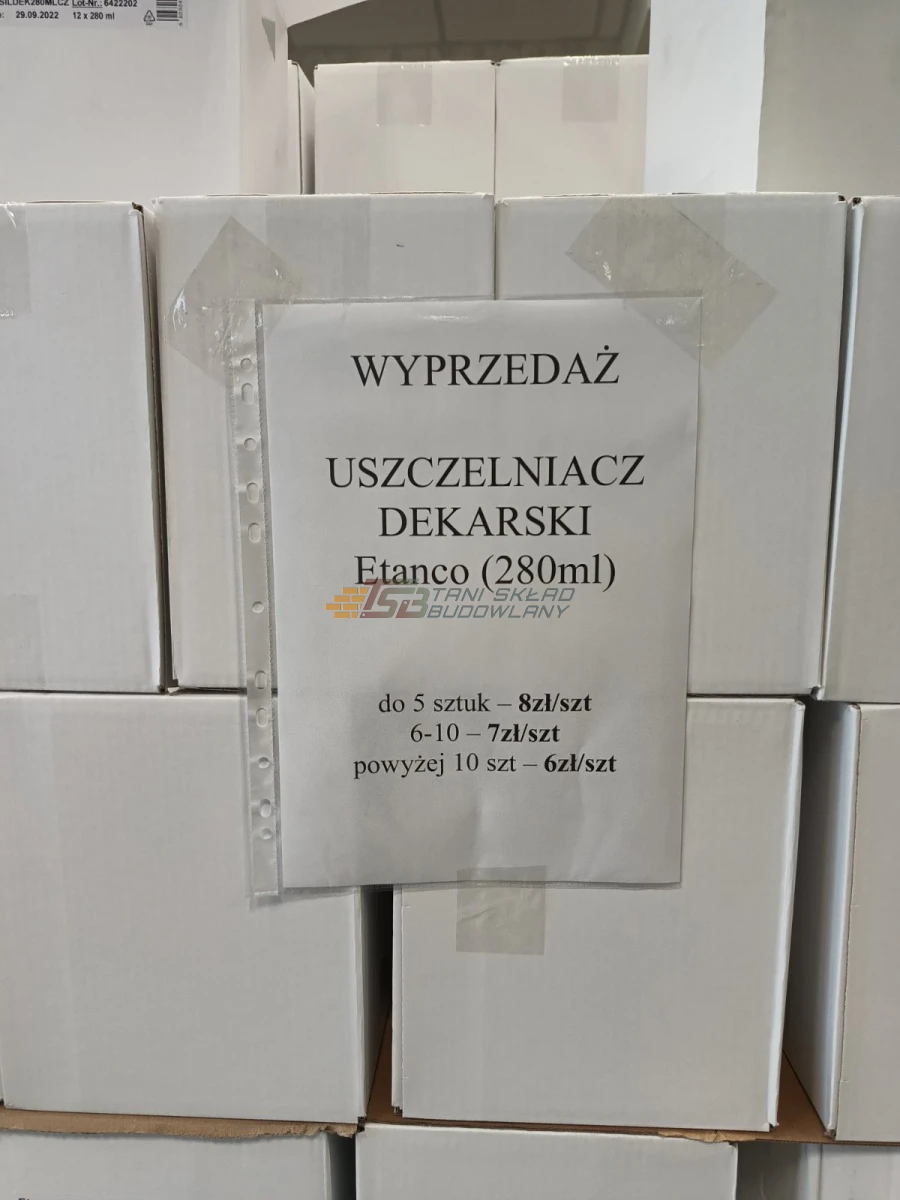 Lot-Nr.: 6422202
29.09.2022 12 x 280 ml
WYPRZEDAŻ
USZCZELNIACZ
DEKARSKI
Etanco (280ml)
TSB TANI SKŁAD
BUDOWLANY
do 5 sztuk – 8zł/szt
6-10 – 7zł/szt
powyżej 10 szt – 6zł/szt